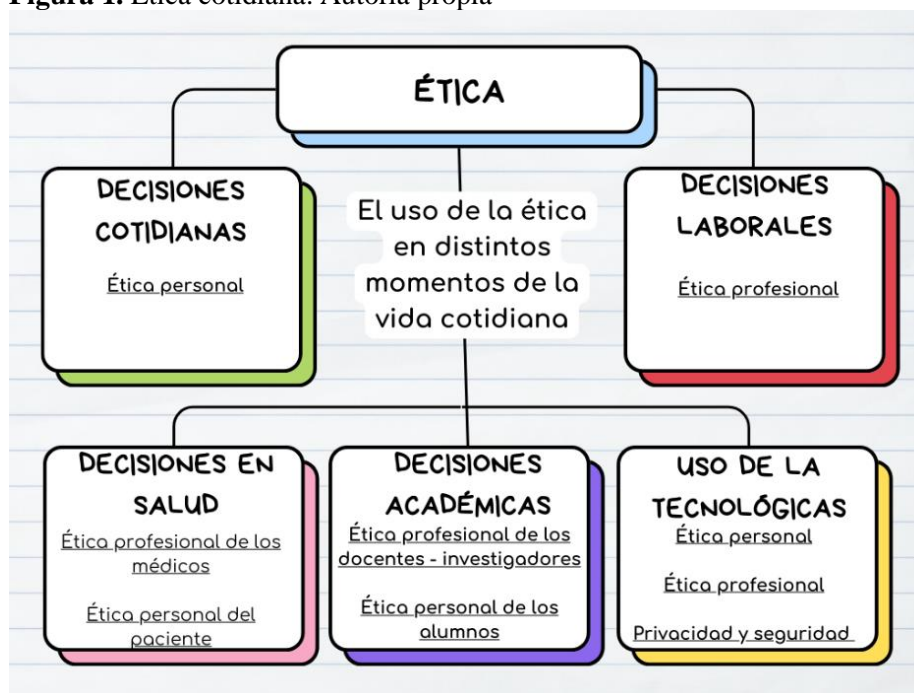 Figura 1. Ética cotidiana. Autoría propia
ÉTICA
DECISIONES
COTIDIANAS
Ética personal
El uso de la ética
en distintos
momentos de la
vida cotidiana
DECISIONES
LABORALES
Ética profesional
DECISIONES EN
SALUD
Ética profesional de los
médicos
Ética personal del
paciente
DECISIONES
ACADÉMICAS
Ética profesional de los
docentes - investigadores
Ética personal de los
alumnos
USO DE LA
TECNOLÓGICAS
Ética personal
Ética profesional
Privacidad y seguridad